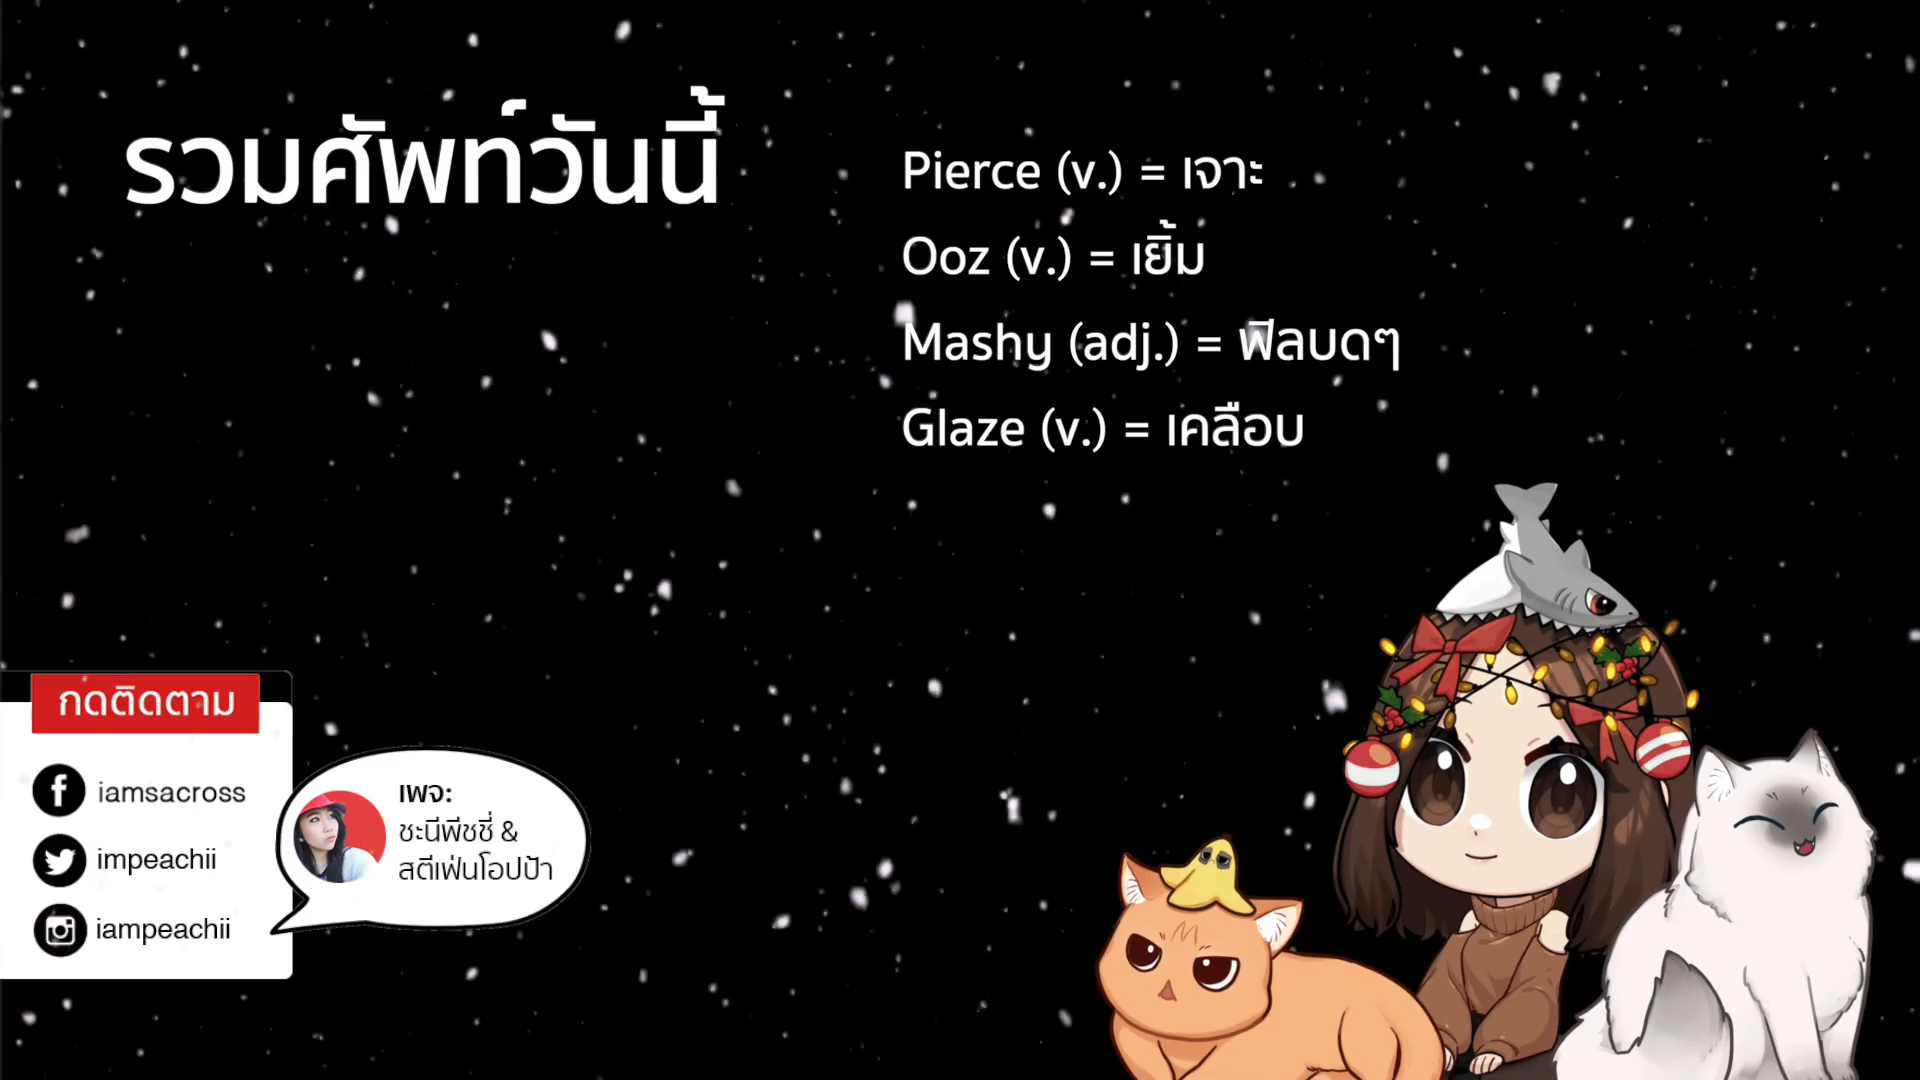 รวมศัพท์วันนี้
Pierce (v.) = เจาะ
Ooz (v.) = เยิ้ม
Mashy (adj.) = ฟิลบดๆ
Glaze (v.) = เคลือบ
กดติดตาม
iamsacross
impeachii
iampeachii
เพจ:
ชะนีพีชชี่ &
สตีเฟ่นโอปป้า